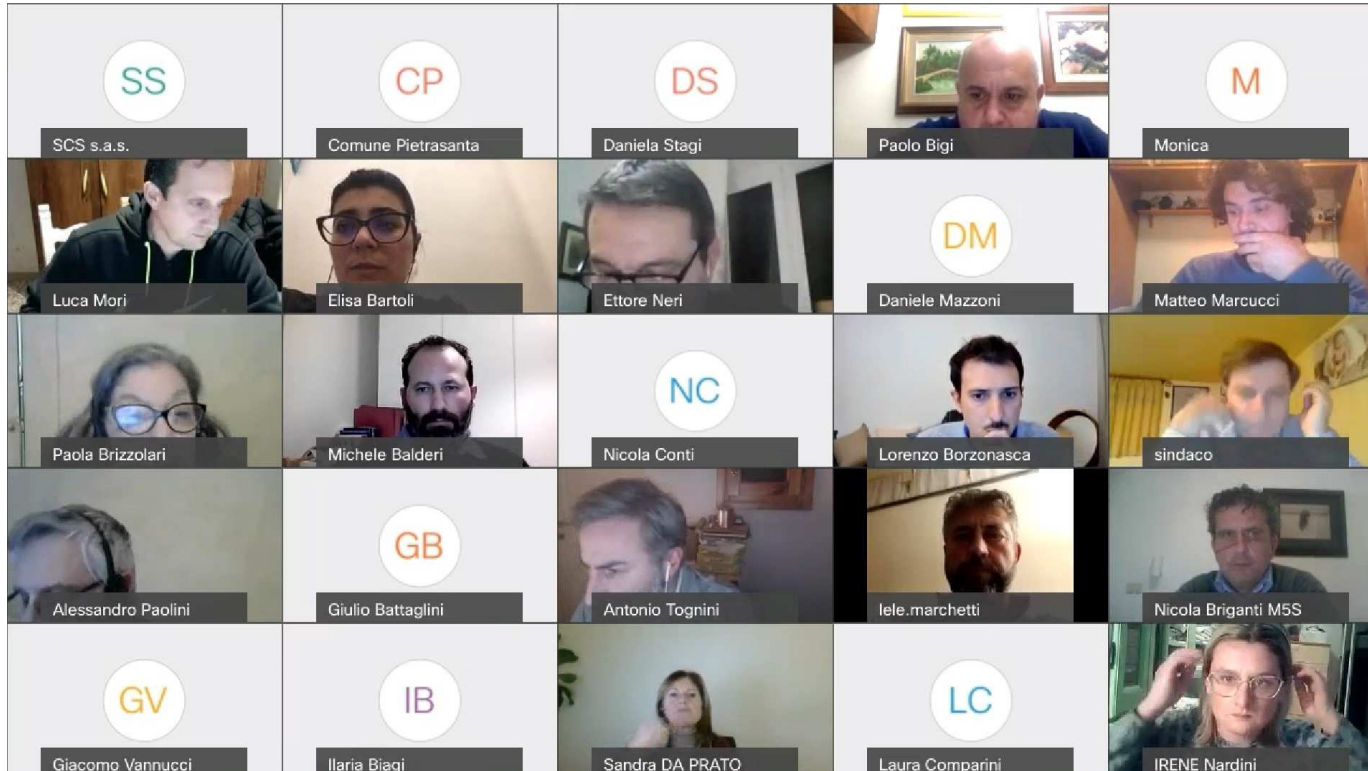 SS
SCS s.a.s.
CP
Comune Pietrasanta
DS
Daniela Stagi
Paolo Bigi
M
Monica
Luca Mori
Elisa Bartoli
Ettore Neri
DM
Daniele Mazzoni
Matteo Marcucci
Paola Brizzolari
Michele Balderi
NC
Nicola Conti
Lorenzo Borzonasca
sindaco
Alessandro Paolini
GB
Giulio Battaglini
Antonio Tognini
lele.marchetti
Nicola Briganti M5S
GV
Giacomo Vannucci
IB
Ilaria Biagi
Sandra DA PRATO
LC
Laura Comparini
IRENE Nardini